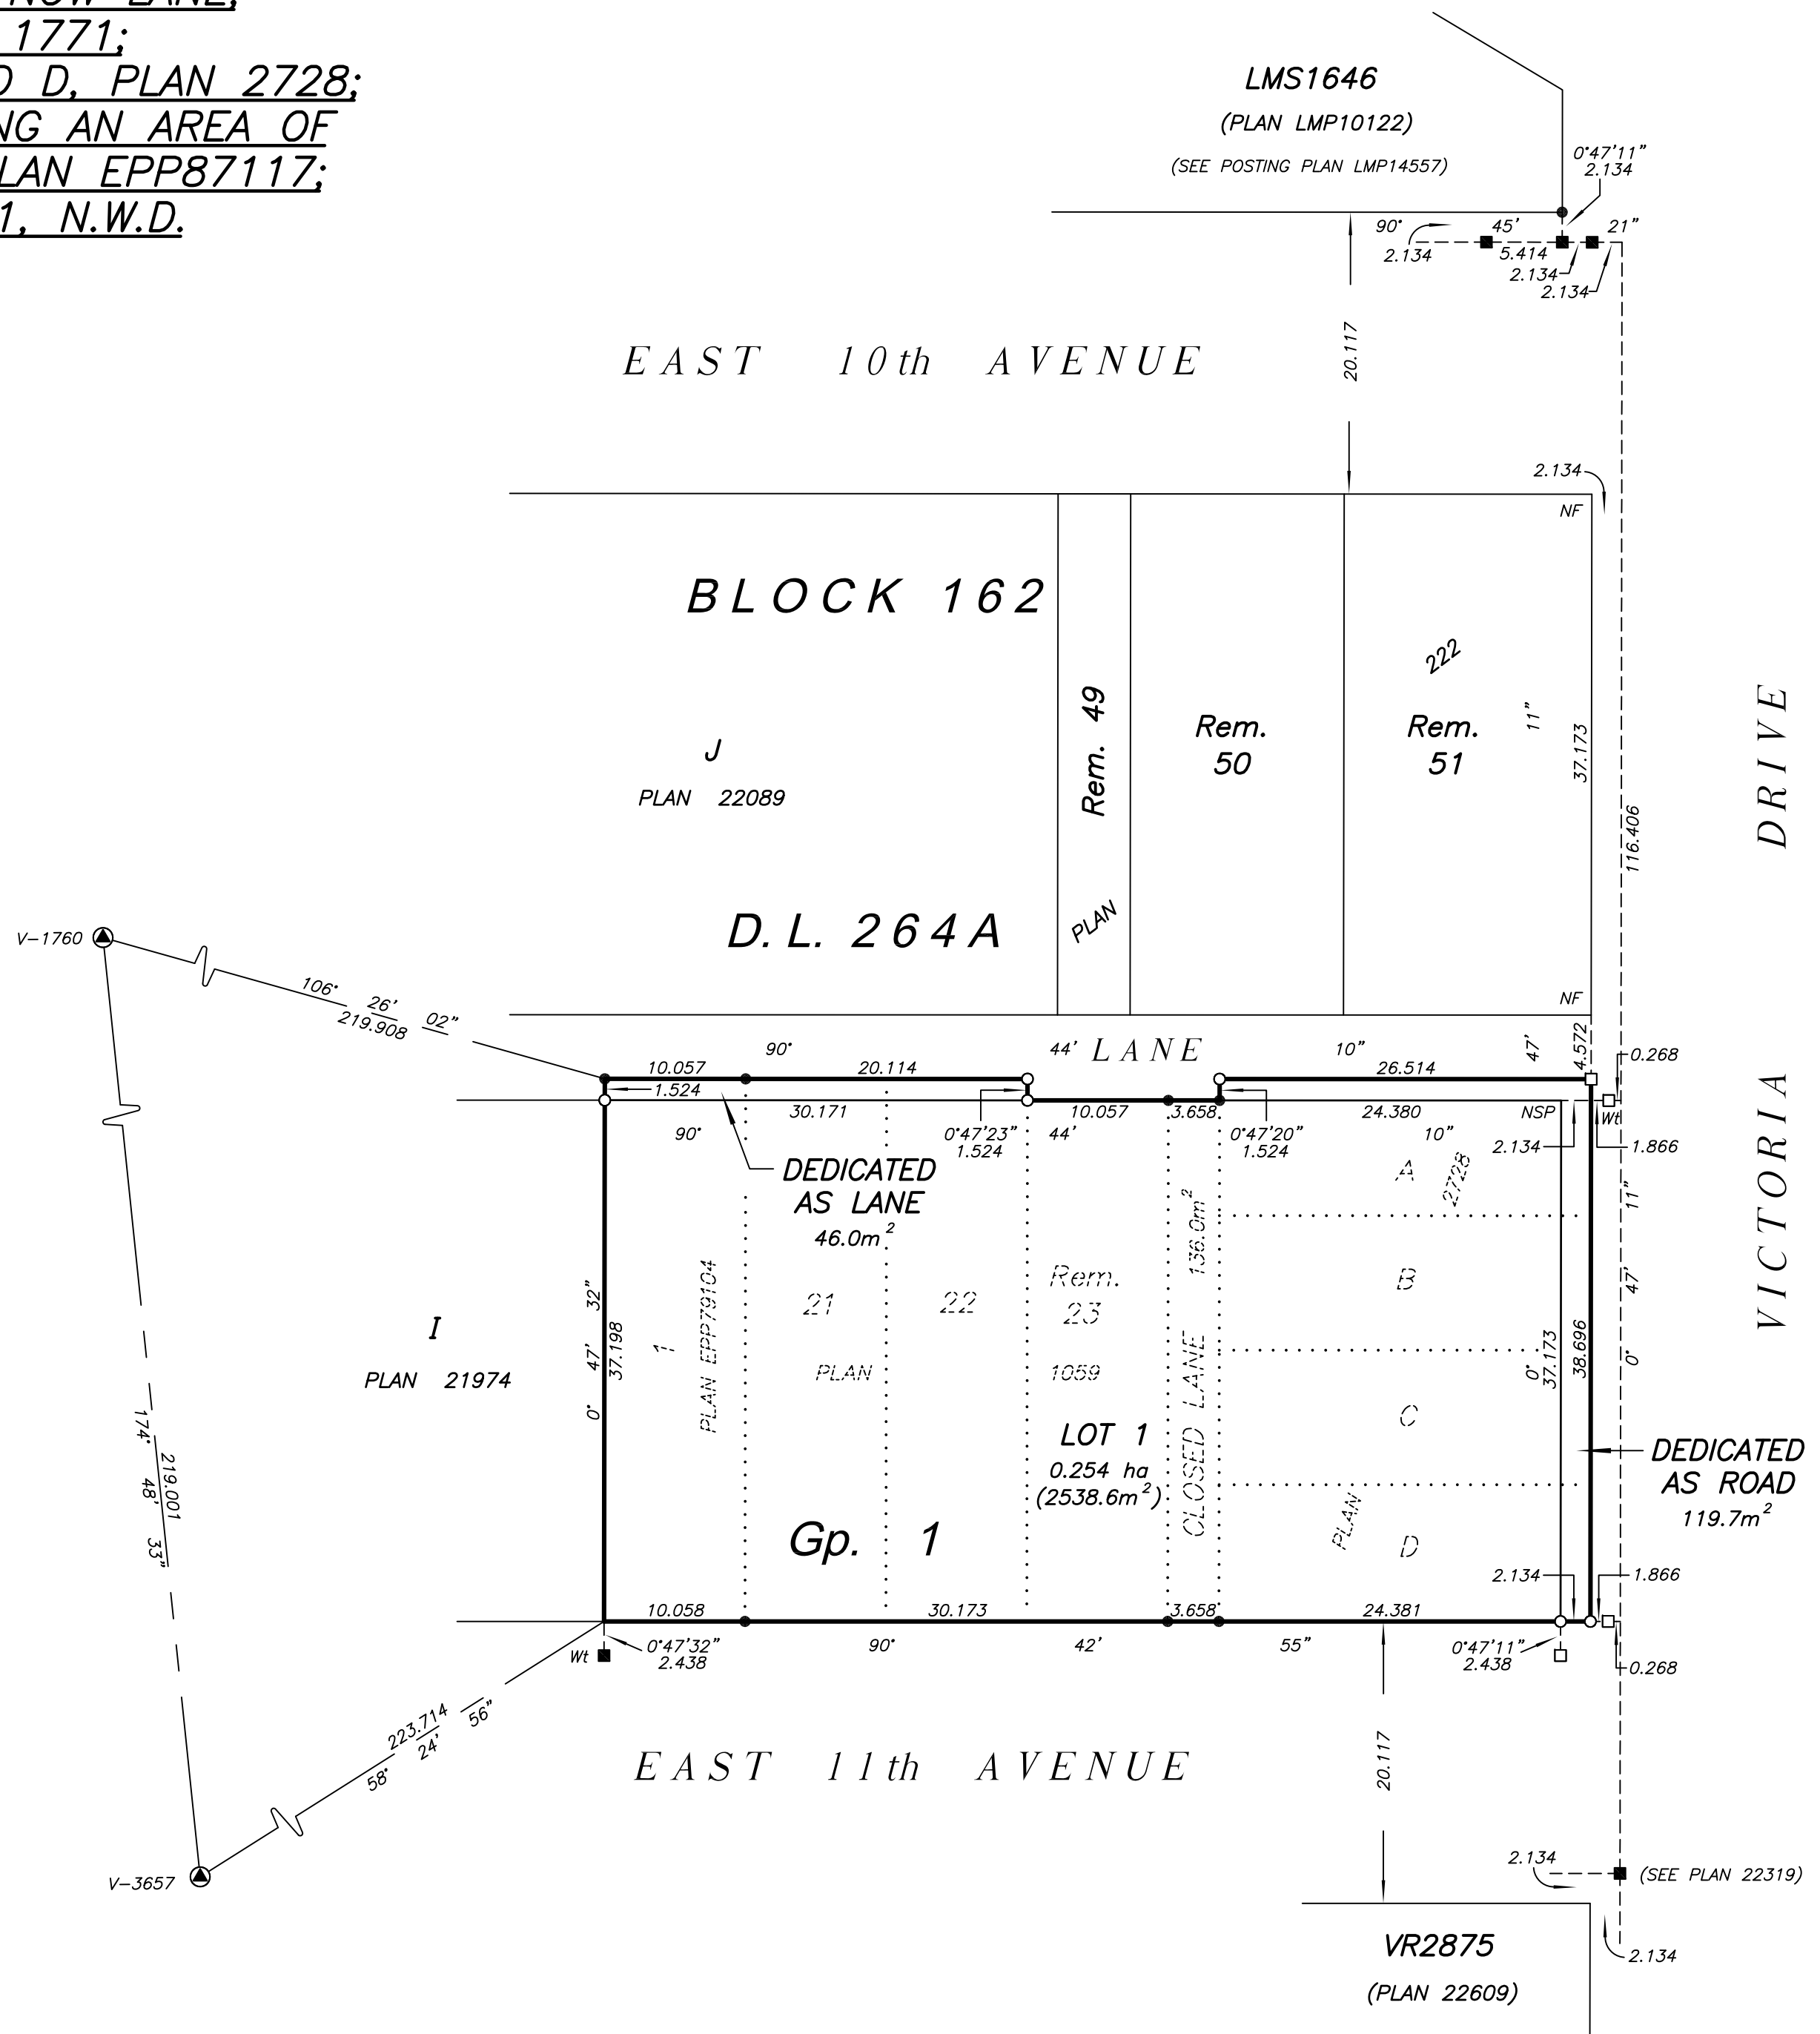 NOW LANE;
1771;
D D, PLAN 2728;
NG AN AREA OF
LAN EPP87117;
1, N.W.D.
LMS1646
(PLAN LMP10122)
(SEE POSTING PLAN LMP14557)
0°47'11"
2.134
90° 45' 21"
2.134
5.414
2.134
2.134
20.117
EAST 10th AVENUE
2.134
NF
BLOCK 162
222
Rem. 49
Rem.
50
Rem.
51
11"
37.173
J
PLAN 22089
DRIVE
116.406
D.L. 264A
PLAN
V-1760
106° 26' 02"
219.908
NF
90° 44' LANE 10" 47'
4.572
0.268
10.057
20.114
26.514
1.524
30.171
10.057
3.658
24.380
NSP
Wt
90°
0°47'23"
1.524
44'
0°47'20"
1.524
10"
2.134
1.866
DEDICATED
AS LANE
46.0m2
A
2728
11"
VICTORIA
136.0m2
32"
PLAN EPP79104
1
21
22
Rem.
23
B
47'
I
PLAN 21974
47'
37.198
PLAN 1059
CLOSED LANE
0°
37.173
38.696
0°
0°
174° 48' 33"
219.001
LOT 1
0.254 ha
(2538.6m2)
C
DEDICATED
AS ROAD
119.7m2
Gp. 1
PLAN
D
2.134
1.866
10.058
30.173
3.658
24.381
Wt
0°47'32"
2.438
90° 42' 55"
0°47'11"
2.438
0.268
223.714
58° 24' 56"
EAST 11th AVENUE
20.117
V-3657
2.134
(SEE PLAN 22319)
VR2875
(PLAN 22609)
2.134